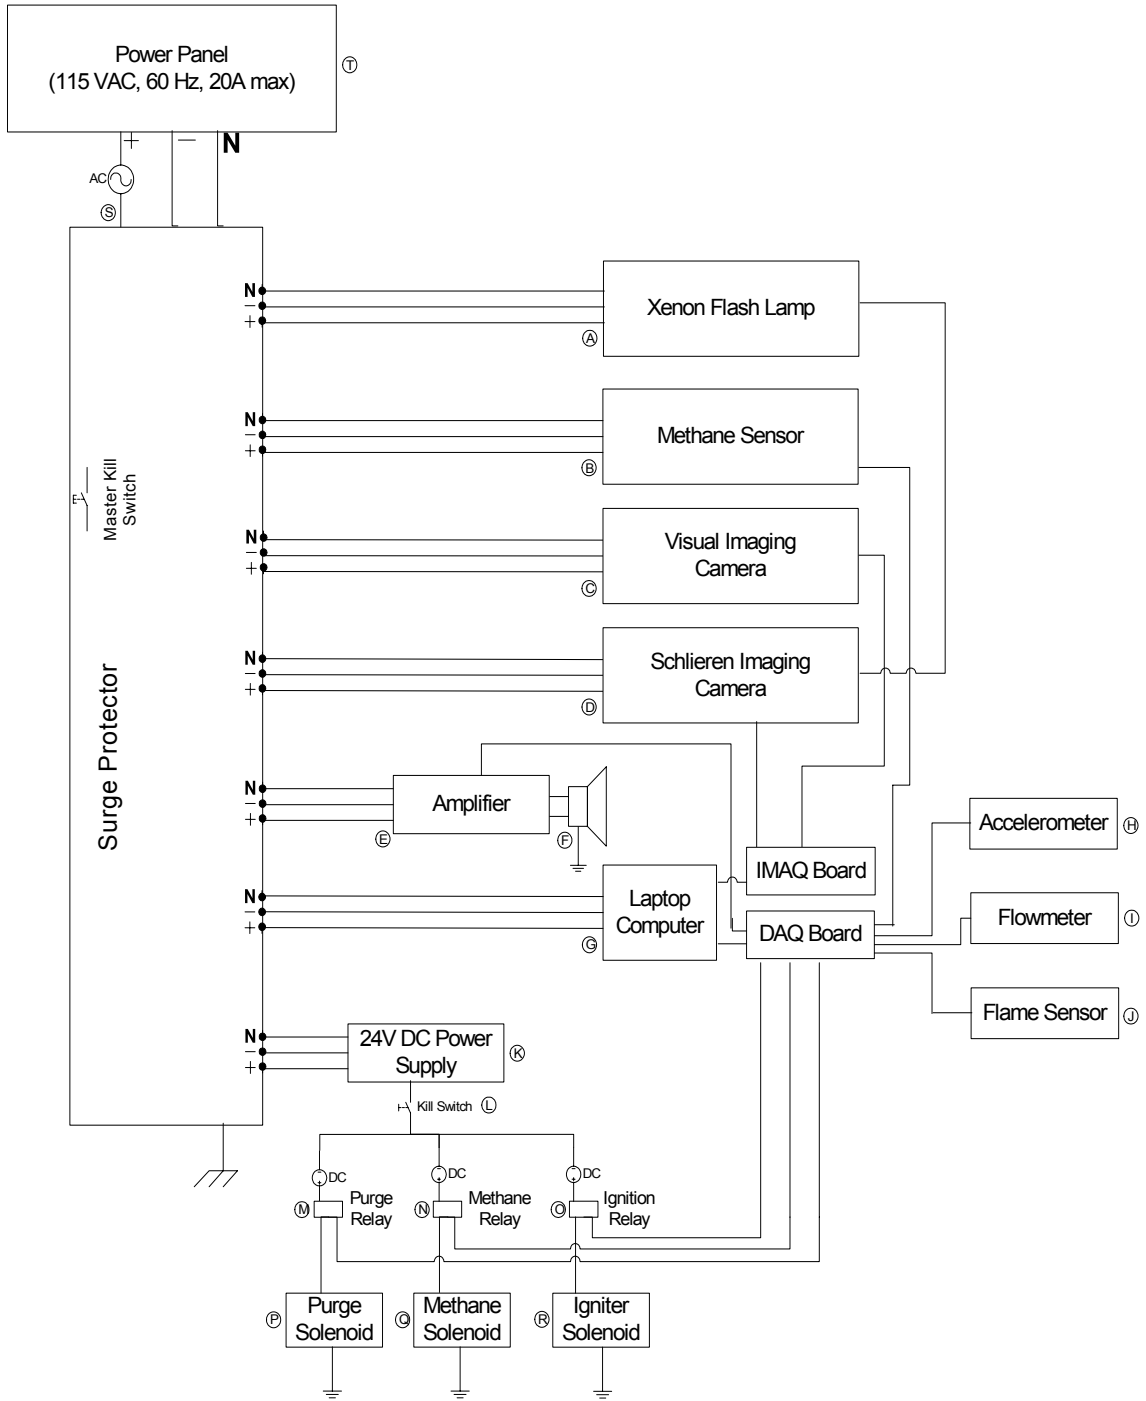 Power Panel
(115 VAC, 60 Hz, 20A max)
T
+
−
N
AC
S
N
−
+
Xenon Flash Lamp
A
N
−
+
Methane Sensor
B
Master Kill
Switch
N
−
+
Visual Imaging
Camera
C
N
−
+
Schlieren Imaging
Camera
D
Surge Protector
N
−
+
Amplifier
E
F
Accelerometer
H
IMAQ Board
N
−
+
Laptop
Computer
G
DAQ Board
Flowmeter
I
Flame Sensor
J
N
−
+
24V DC Power
Supply
K
Kill Switch
L
DC
DC
DC
M
Purge
Relay
N
Methane
Relay
O
Ignition
Relay
P
Purge
Solenoid
Q
Methane
Solenoid
R
Igniter
Solenoid